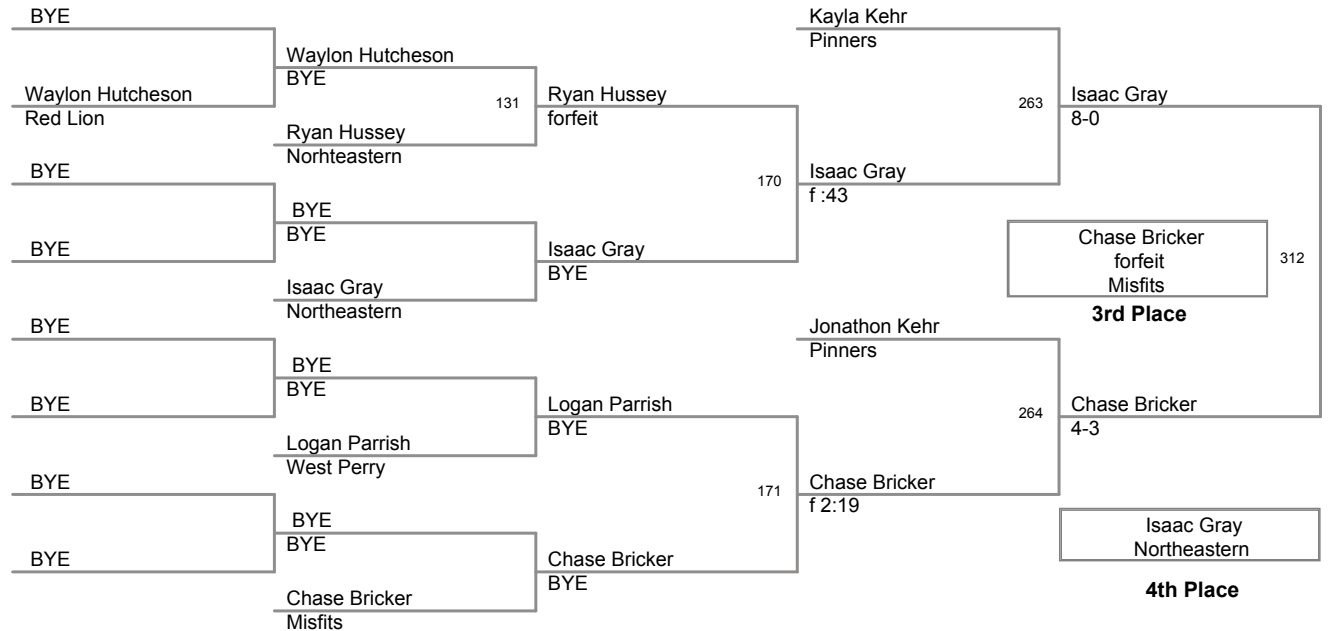 BYE
Waylon Hutcheson
Red Lion
BYE
BYE
BYE
BYE
BYE
BYE
Waylon Hutcheson
BYE
Ryan Hussey
Norhteastern
BYE
BYE
Isaac Gray
Northeastern
BYE
BYE
Logan Parrish
West Perry
BYE
BYE
Chase Bricker
Misfits
131
Ryan Hussey
forfeit
Isaac Gray
BYE
Logan Parrish
BYE
Chase Bricker
BYE
170
171
Kayla Kehr
Pinners
Isaac Gray
f :43
Jonathon Kehr
Pinners
Chase Bricker
f 2:19
263
264
Isaac Gray
8-0
Chase Bricker
4-3
312
Chase Bricker
forfeit
Misfits
3rd Place
Isaac Gray
Northeastern
4th Place